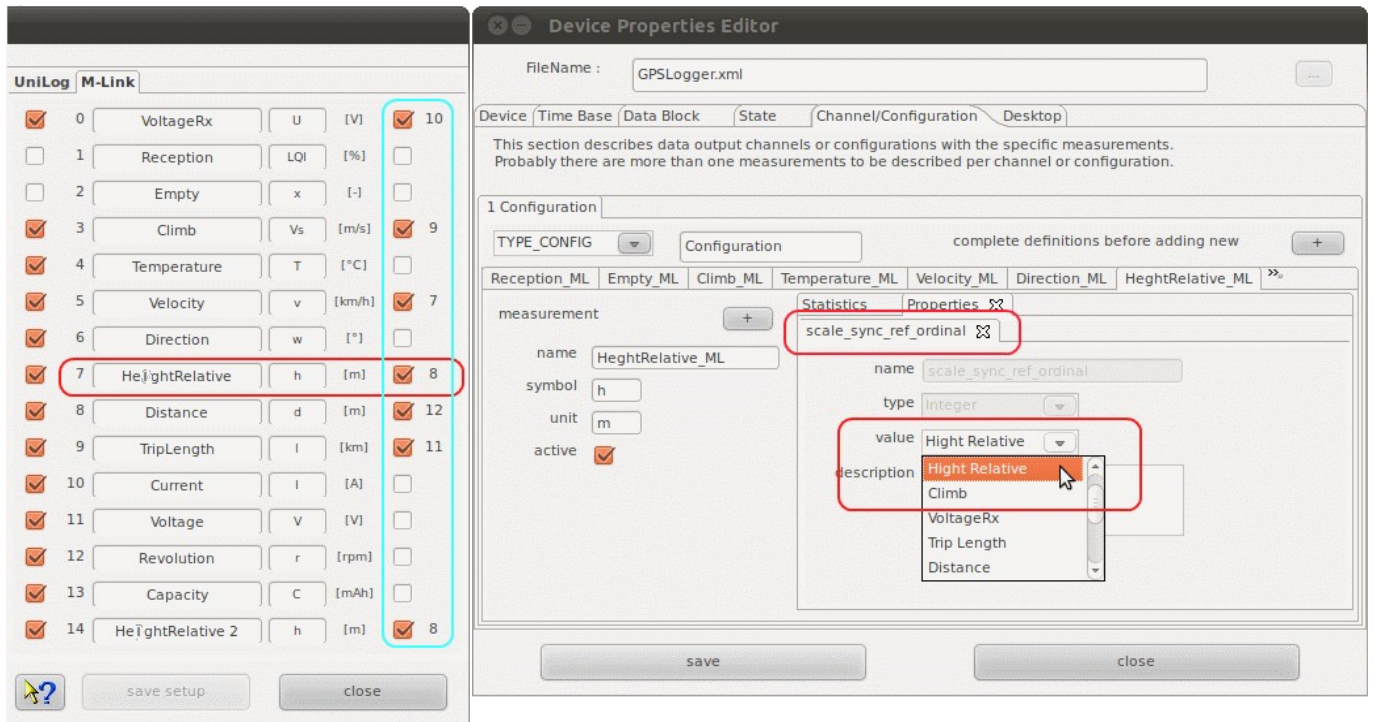 UniLog M-Link
0 VoltageRx U [V] 10
1 Reception LQI [%]
2 Empty x [-]
3 Climb Vs [m/s] 9
4 Temperature T [°C]
5 Velocity v [km/h] 7
6 Direction w [°]
7 HeightRelative h [m] 8
8 Distance d [m] 12
9 TripLength l [km] 11
10 Current I [A]
11 Voltage V [V]
12 Revolution r [rpm]
13 Capacity C [mAh]
14 HeightRelative 2 h [m] 8
save setup close
Device Properties Editor
FileName : GPSLogger.xml ...
Device Time Base Data Block State Channel/Configuration Desktop
This section describes data output channels or configurations with the specific measurements.
Probably there are more than one measurements to be described per channel or configuration.
1 Configuration
TYPE_CONFIG Configuration complete definitions before adding new +
Reception_ML Empty_ML Climb_ML Temperature_ML Velocity_ML Direction_ML HeghtRelative_ML »
measurement +
name HeghtRelative_ML
symbol h
unit m
active
Statistics Properties
scale_sync_ref_ordinal
name scale_sync_ref_ordinal
type Integer
value Hight Relative
description
Hight Relative
Climb
VoltageRx
Trip Length
Distance
save close